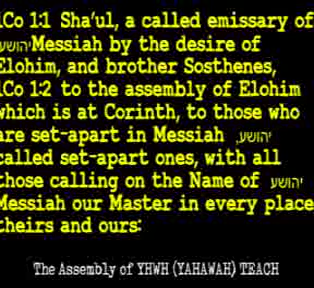 1Co 1:1 Sha'ul, a called emissary of
יהושע Messiah by the desire of
Elohim, and brother Sosthenes,
1Co 1:2 to the assembly of Elohim
which is at Corinth, to those who
are set-apart in Messiah יהושע,
called set-apart ones, with all
those calling on the Name of יהושע
Messiah our Master in every place
theirs and ours:
The Assembly of YHWH (YAHAWAH) TEACH